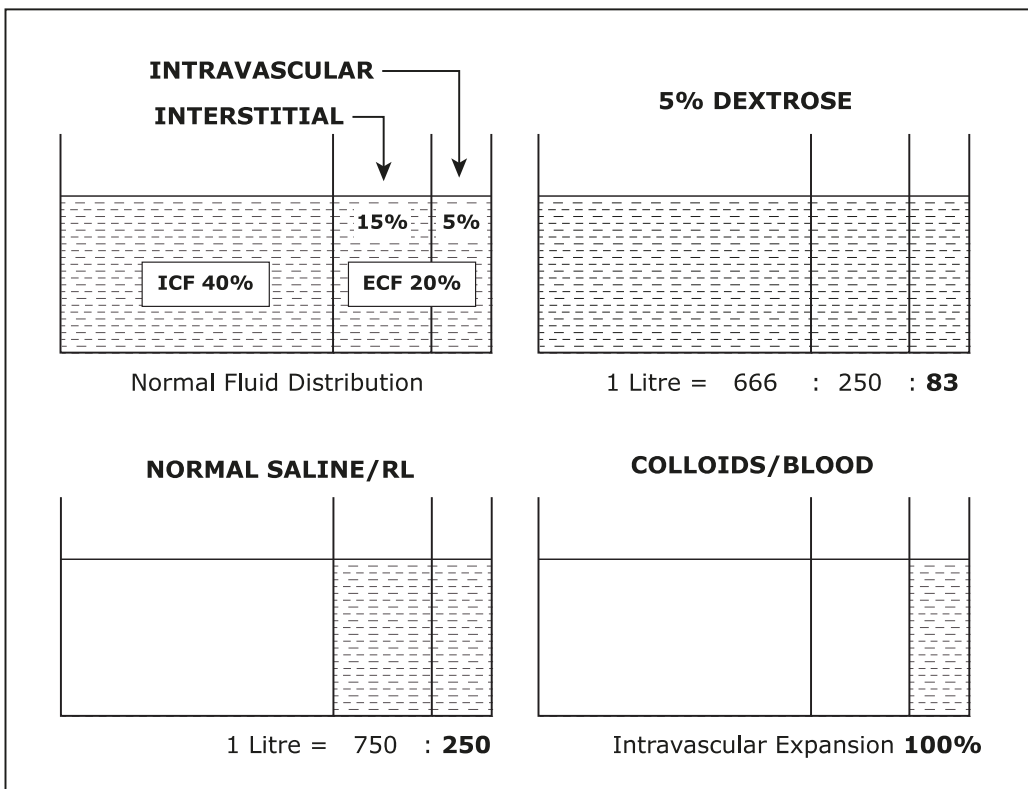 INTRAVASCULAR
INTERSTITIAL
15%
5%
ICF 40%
ECF 20%
Normal Fluid Distribution
5% DEXTROSE
1 Litre = 666 : 250 : 83
NORMAL SALINE/RL
1 Litre = 750 : 250
COLLOIDS/BLOOD
Intravascular Expansion 100%